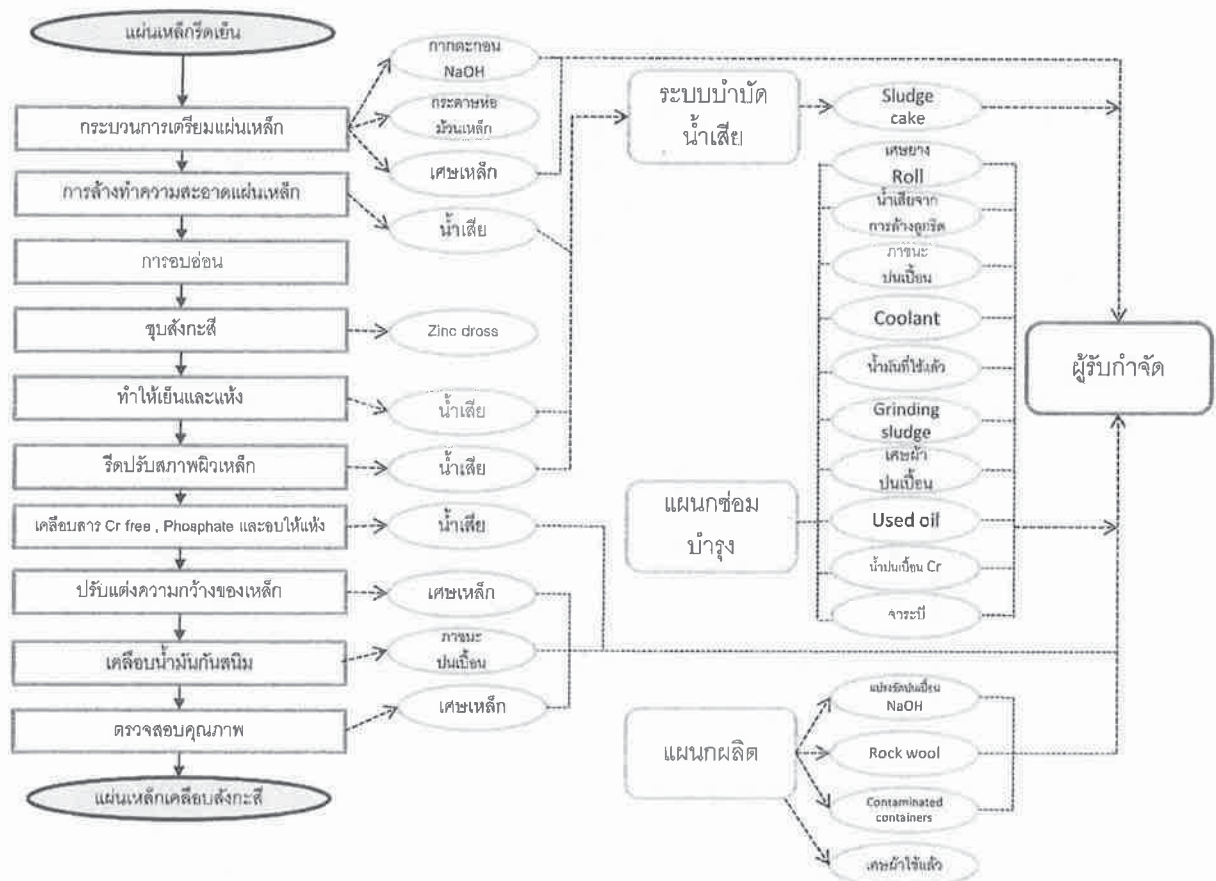 แผ่นเหล็กรีดเย็น
กระบวนการเตรียมแผ่นเหล็ก
การล้างทำความสะอาดแผ่นเหล็ก
การอบอ่อน
ชุบสังกะสี
ทำให้เย็นและแห้ง
รีดปรับสภาพผิวเหล็ก
เคลือบสาร Cr free , Phosphate และอบให้แห้ง
ปรับแต่งความกว้างของเหล็ก
เคลือบน้ำมันกันสนิม
ตรวจสอบคุณภาพ
แผ่นเหล็กเคลือบสังกะสี
กากตะกอน
NaOH
กระดาษห่อ
ม้วนเหล็ก
เศษเหล็ก
น้ำเสีย
Zinc dross
น้ำเสีย
น้ำเสีย
น้ำเสีย
เศษเหล็ก
ภาชนะ
ปนเปื้อน
เศษเหล็ก
ระบบบำบัด
น้ำเสีย
แผนกซ่อม
บำรุง
แผนกผลิต
Sludge
cake
เศษยาง
Roll
น้ำเสียจาก
การล้างลูกรีด
ภาชนะ
ปนเปื้อน
Coolant
น้ำมันที่ใช้แล้ว
Grinding
sludge
เศษผ้า
ปนเปื้อน
Used oil
น้ำปนเปื้อน Cr
จาระบี
แปรงขัดปนเปื้อน
NaOH
Rock wool
Contaminated
containers
เศษผ้าใช้แล้ว
ผู้รับกำจัด